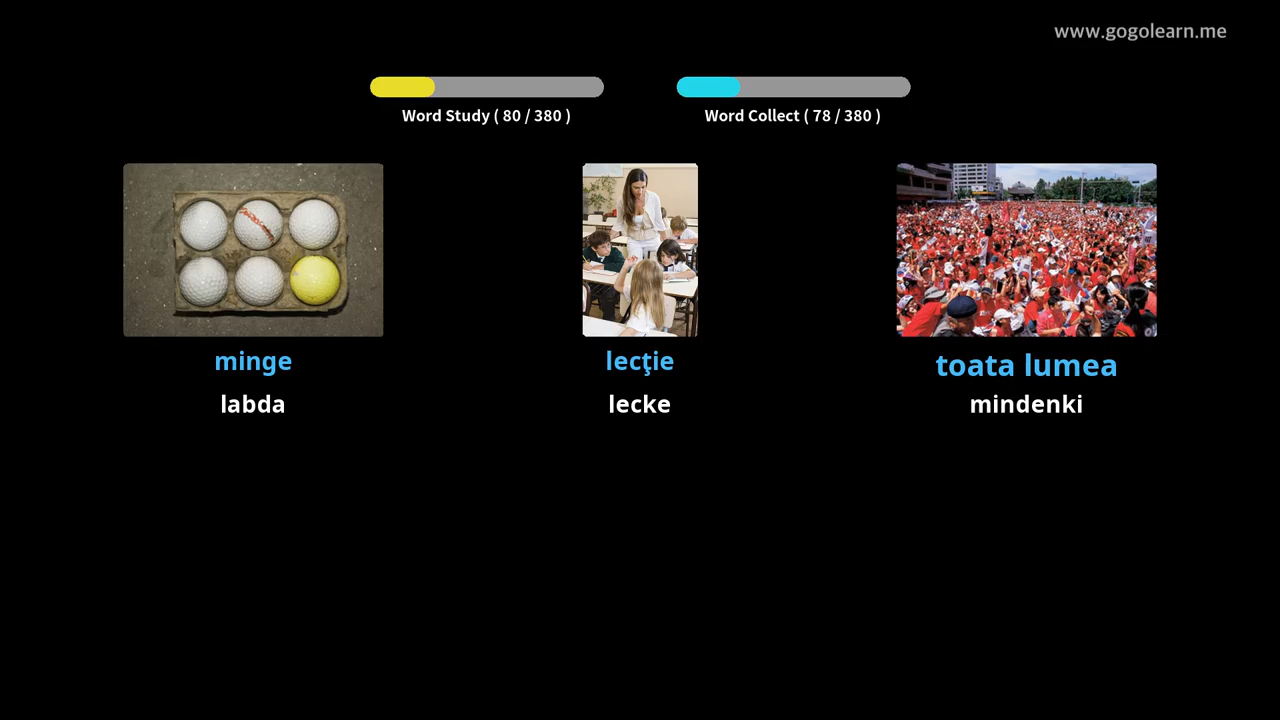 www.gogolearn.me
Word Study ( 80 / 380 )
Word Collect ( 78 / 380 )
minge
lecţie
toata lumea
labda
lecke
mindenki